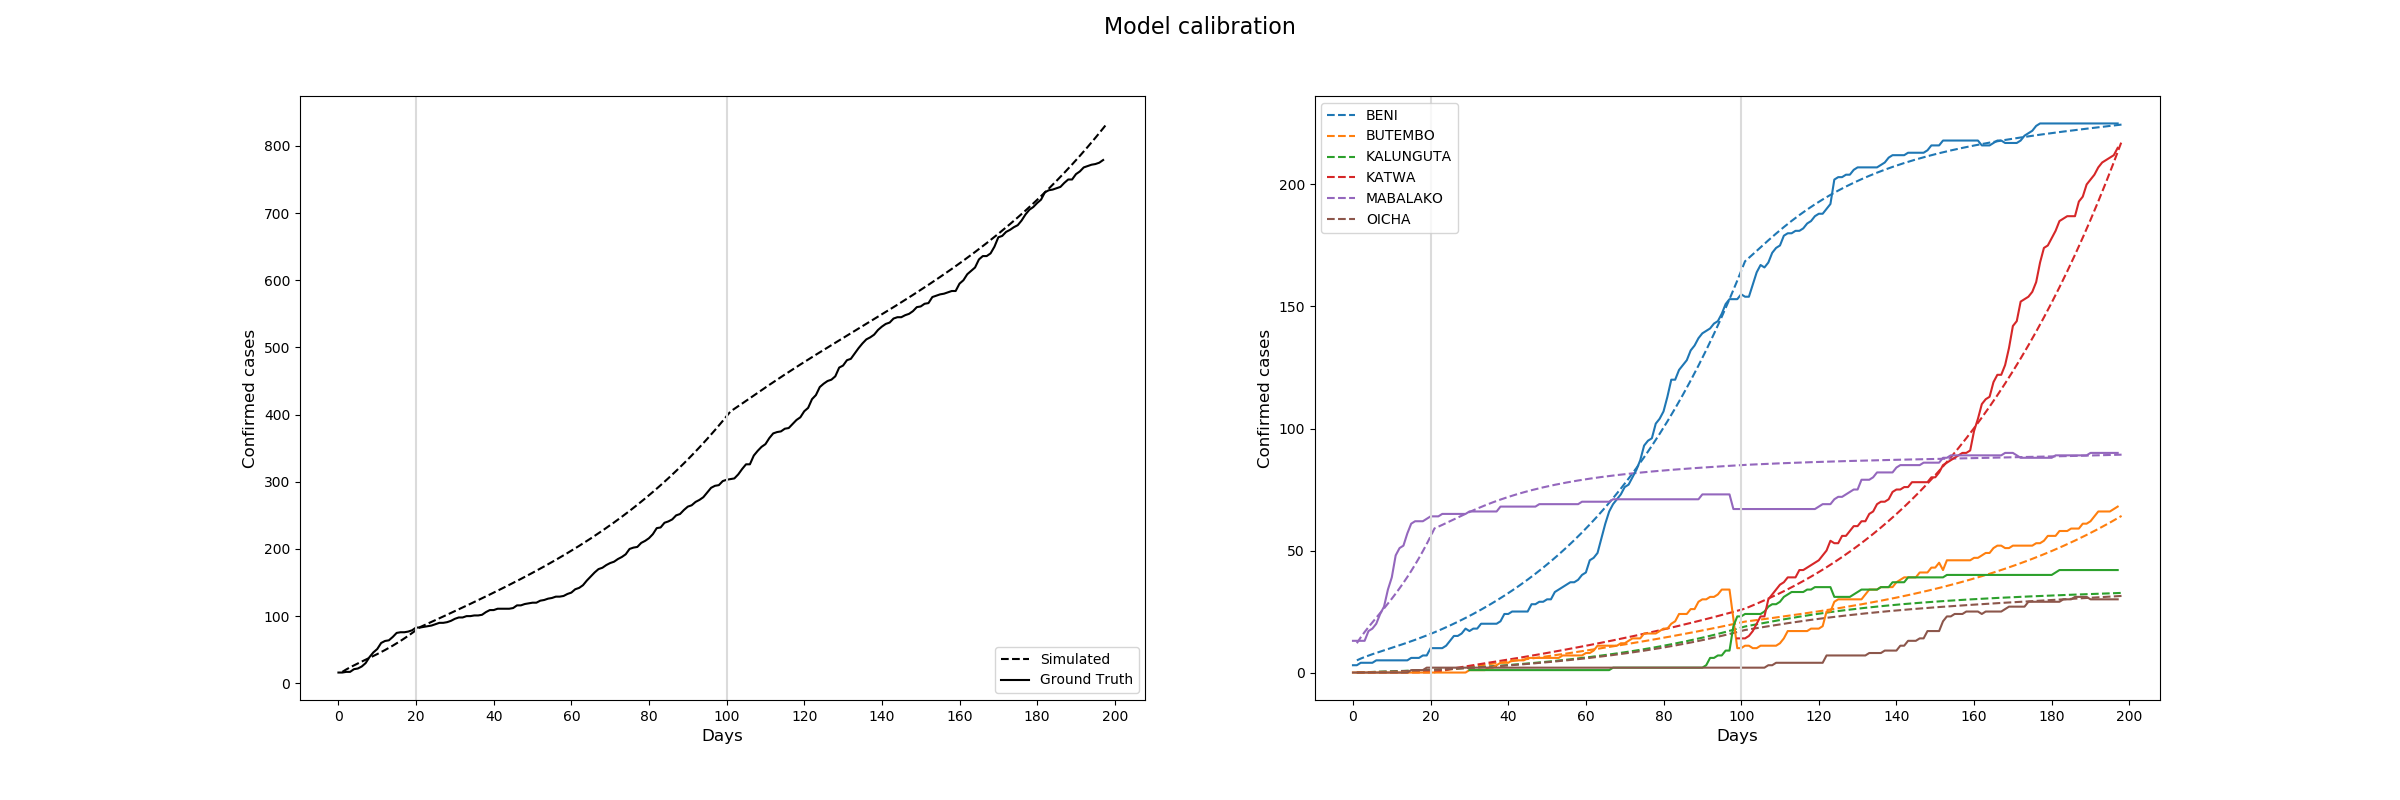 Model calibration
Confirmed cases
800
700
600
500
400
300
200
100
0
Simulated
Ground Truth
0 20 40 60 80 100 120 140 160 180 200
Days
Confirmed cases
200
150
100
50
0
BENI
BUTEMBO
KALUNGUTA
KATWA
MABALAKO
OICHA
0 20 40 60 80 100 120 140 160 180 200
Days